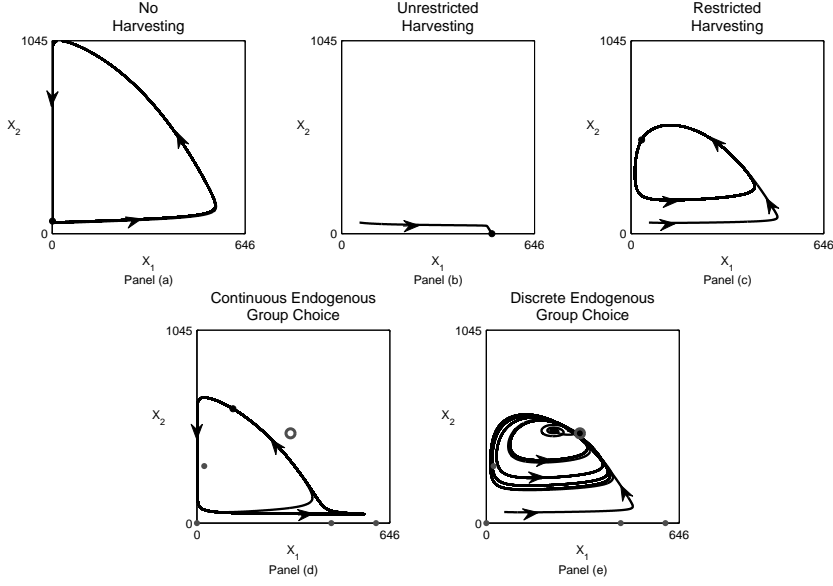 No
Harvesting
1045
X2
0
0
646
X1
Panel (a)
Unrestricted
Harvesting
1045
X2
0
0
646
X1
Panel (b)
Restricted
Harvesting
1045
X2
0
0
646
X1
Panel (c)
Continuous Endogenous
Group Choice
1045
X2
0
0
646
X1
Panel (d)
Discrete Endogenous
Group Choice
1045
X2
0
0
646
X1
Panel (e)